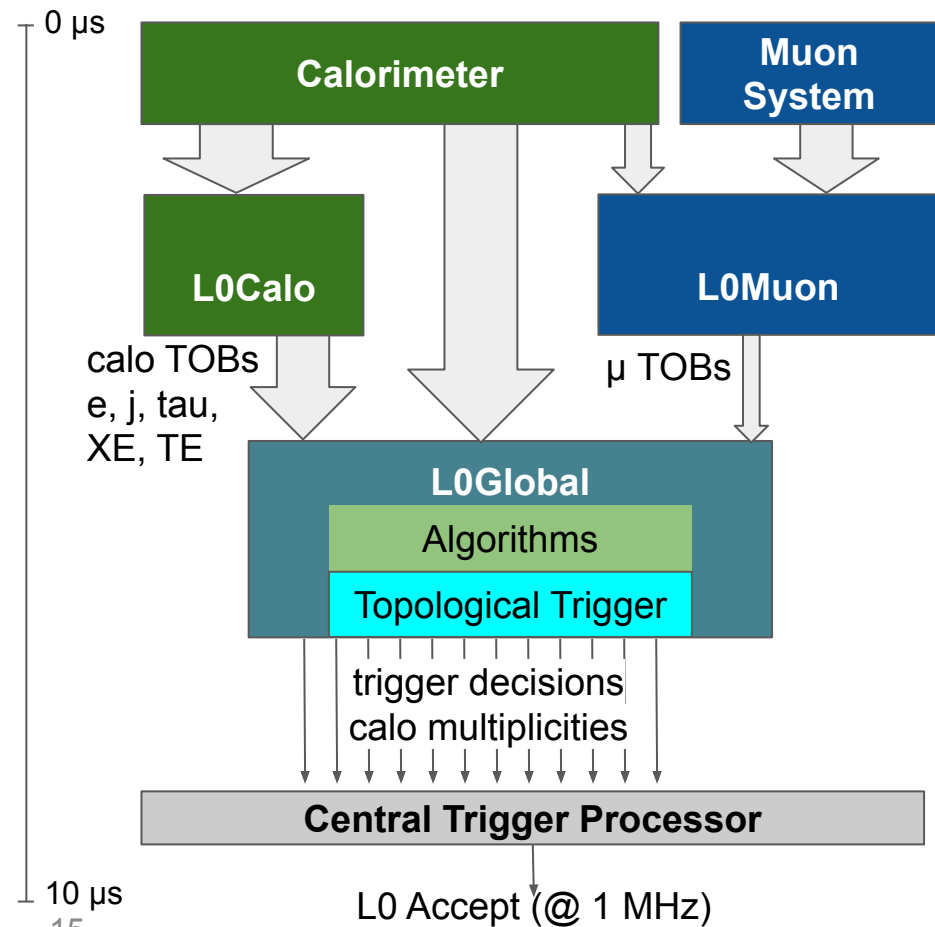 0 µs
Calorimeter
Muon
System
L0Calo
L0Muon
calo TOBs
e, j, tau,
XE, TE
µ TOBs
L0Global
Algorithms
Topological Trigger
trigger decisions
calo multiplicities
Central Trigger Processor
10 µs
L0 Accept (@ 1 MHz)
15